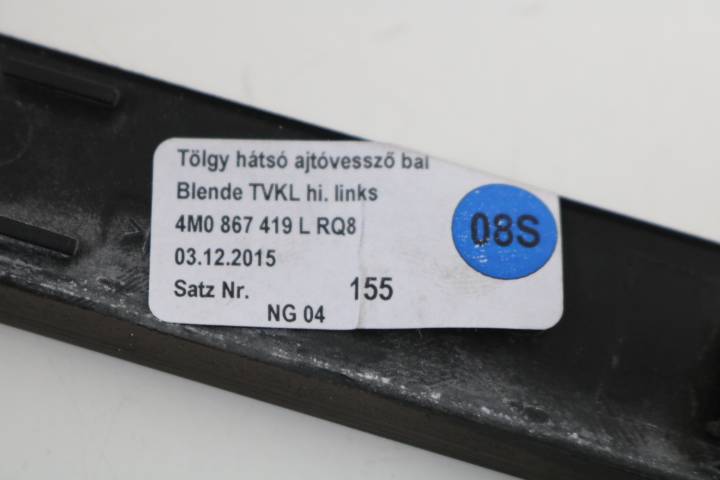 Tölgy hátsó ajtóvessző bal
Blende TVKL hi. links
4M0 867 419 L RQ8
03.12.2015
Satz Nr. 155
NG 04
08S